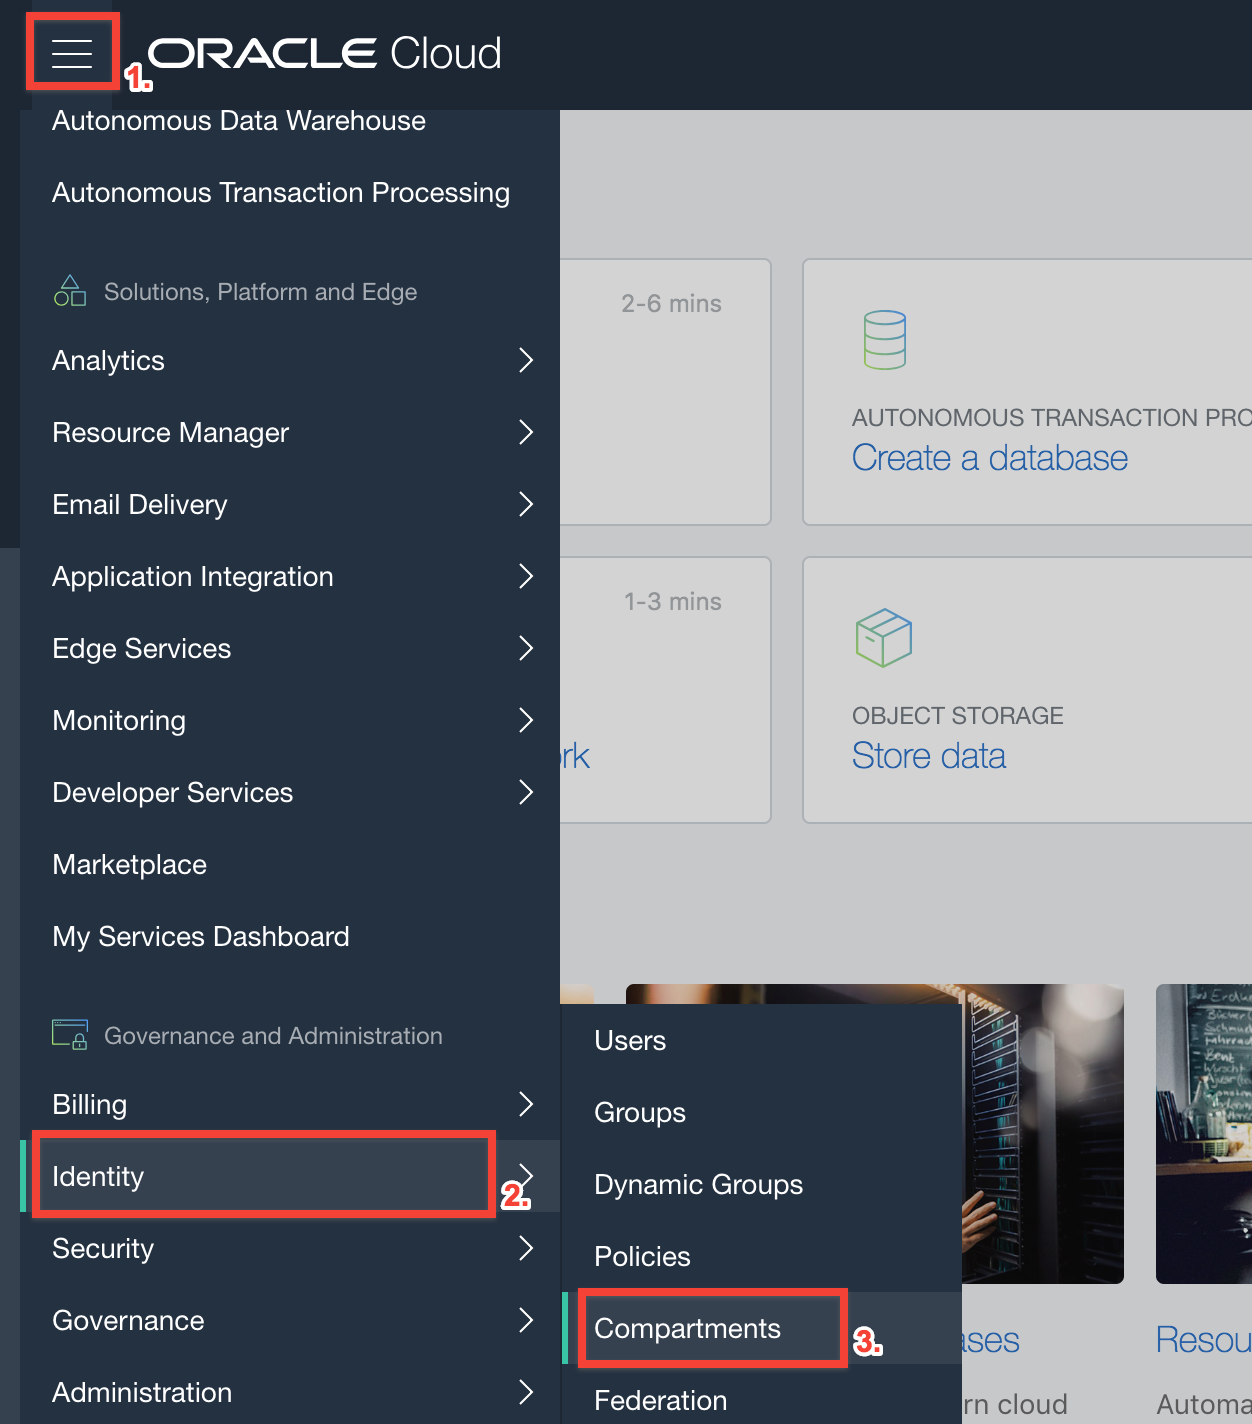 1.
ORACLE Cloud
Autonomous Data Warehouse
Autonomous Transaction Processing
Solutions, Platform and Edge
Analytics
Resource Manager
Email Delivery
Application Integration
Edge Services
Monitoring
Developer Services
Marketplace
My Services Dashboard
Governance and Administration
Billing
Identity
2.
Security
Governance
Administration
Users
Groups
Dynamic Groups
Policies
Compartments
3.
Federation
2-6 mins
AUTONOMOUS TRANSACTION PRO
Create a database
1-3 mins
rk
OBJECT STORAGE
Store data
ases
rn cloud
Resou
Automa